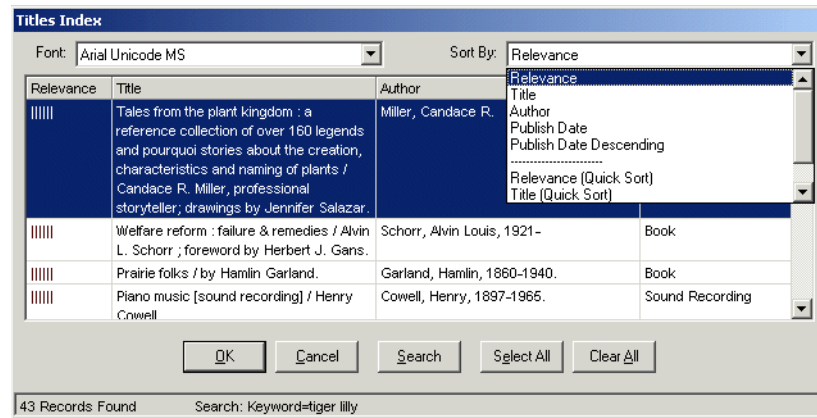 Titles Index
Font: Arial Unicode MS Sort By: Relevance
Relevance Title Author
Relevance
Title
Author
Publish Date
Publish Date Descending
------------------------
Relevance (Quick Sort)
Title (Quick Sort)
Tales from the plant kingdom : a
reference collection of over 160 legends
and pourquoi stories about the creation,
characteristics and naming of plants /
Candace R. Miller, professional
storyteller; drawings by Jennifer Salazar.
Miller, Candace R.
Welfare reform : failure & remedies / Alvin
L. Schorr ; foreword by Herbert J. Gans.
Schorr, Alvin Louis, 1921-
Book
Prairie folks / by Hamlin Garland.
Garland, Hamlin, 1860-1940.
Book
Piano music [sound recording] / Henry
Cowell
Cowell, Henry, 1897-1965.
Sound Recording
OK Cancel Search Select All Clear All
43 Records Found Search: Keyword=tiger lilly